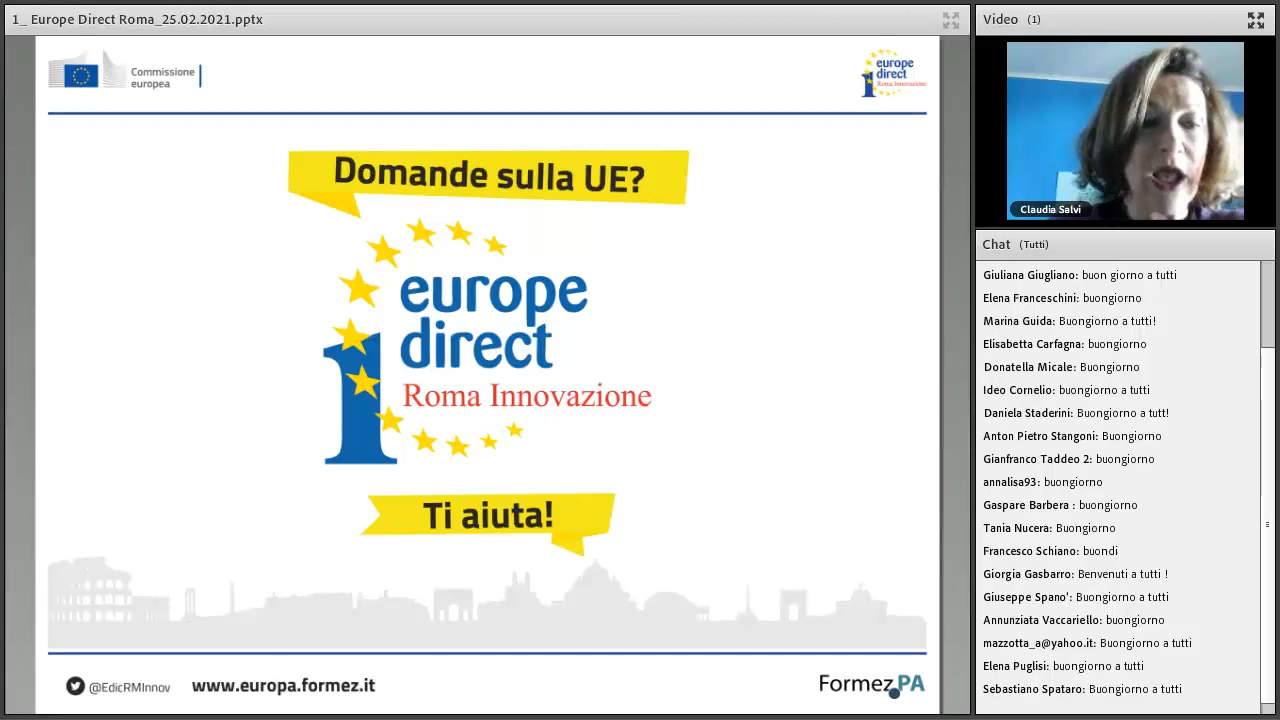 1_ Europe Direct Roma_25.02.2021.pptx
Commissione
europea
europe
direct
Roma Innovazione
Domande sulla UE?
europe
direct
Roma Innovazione
Ti aiuta!
@EdicRMInnov
www.europa.formez.it
Formez PA
Video (1)
Claudia Salvi
Chat (Tutti)
Giuliana Giugliano: buon giorno a tutti
Elena Franceschini: buongiorno
Marina Guida: Buongiorno a tutti!
Elisabetta Carfagna: buongiorno
Donatella Micale: Buongiorno
Ideo Cornelio: buongiorno a tutti
Daniela Staderini: Buongiorno a tutt!
Anton Pietro Stangoni: Buongiorno
Gianfranco Taddeo 2: buongiorno
annalisa93: buongiorno
Gaspare Barbera : buongiorno
Tania Nucera: Buongiorno
Francesco Schiano: buondi
Giorgia Gasbarro: Benvenuti a tutti !
Giuseppe Spano': Buongiorno a tutti
Annunziata Vaccariello: buongiorno
mazzotta_a@yahoo.it: Buongiorno a tutti
Elena Puglisi: buongiorno a tutti
Sebastiano Spataro: Buongiorno a tutti